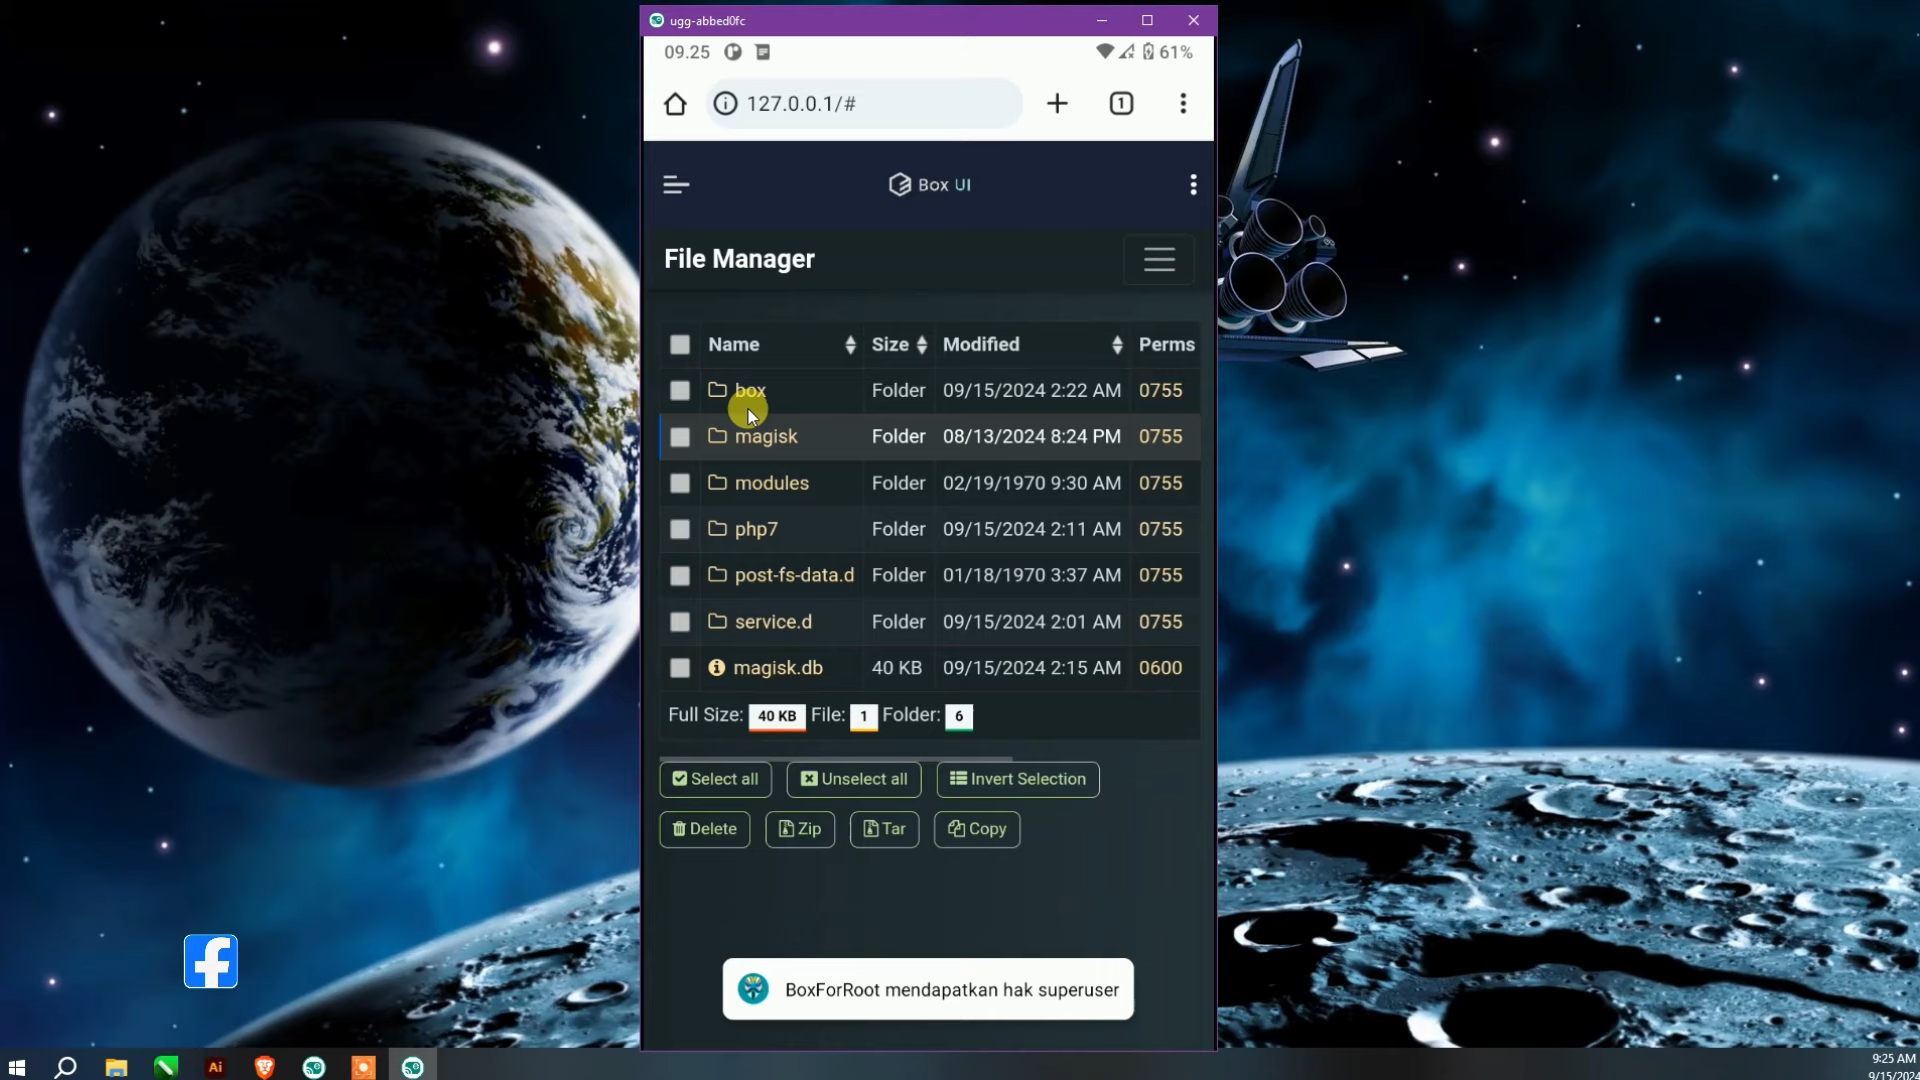 ugg-abbed0fc
09.25 61%
127.0.0.1/# 1
Box UI
File Manager
Name Size Modified Perms
box Folder 09/15/2024 2:22 AM 0755
magisk Folder 08/13/2024 8:24 PM 0755
modules Folder 02/19/1970 9:30 AM 0755
php7 Folder 09/15/2024 2:11 AM 0755
post-fs-data.d Folder 01/18/1970 3:37 AM 0755
service.d Folder 09/15/2024 2:01 AM 0755
magisk.db 40 KB 09/15/2024 2:15 AM 0600
Full Size: 40 KB File: 1 Folder: 6
Select all Unselect all Invert Selection
Delete Zip Tar Copy
BoxForRoot mendapatkan hak superuser
Ai
9:25 AM
9/15/2024